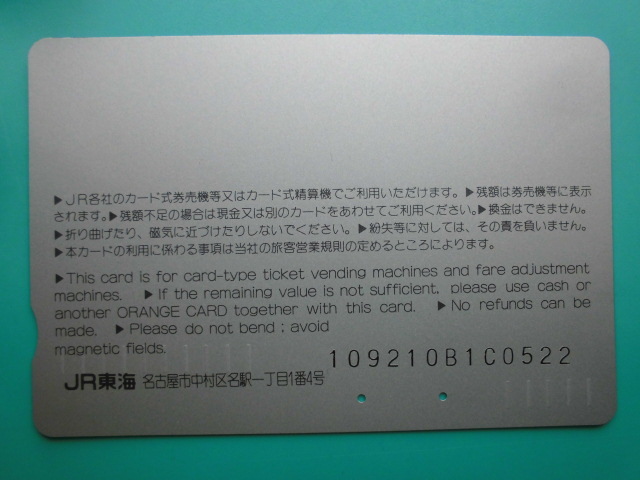 ▶JR各社のカード式券売機等又はカード式精算機でご利用いただけます。▶残額は券売機等に表示
されます。▶残額不足の場合は現金又は別のカードをあわせてご利用ください。▶換金はできません。
▶折り曲げたり、磁気に近づけたりしないでください。▶紛失等に対しては、その責を負いません。
▶本カードの利用に係わる事項は当社の旅客営業規則の定めるところによります。
▶This card is for card-type ticket vending machines and fare adjustment
machines. ▶If the remaining value is not sufficient, please use cash or
another ORANGE CARD together with this card. ▶No refunds can be
made. ▶Please do not bend ; avoid
magnetic fields.
109210B1C0522
JR東海 名古屋市中村区名駅一丁目1番4号